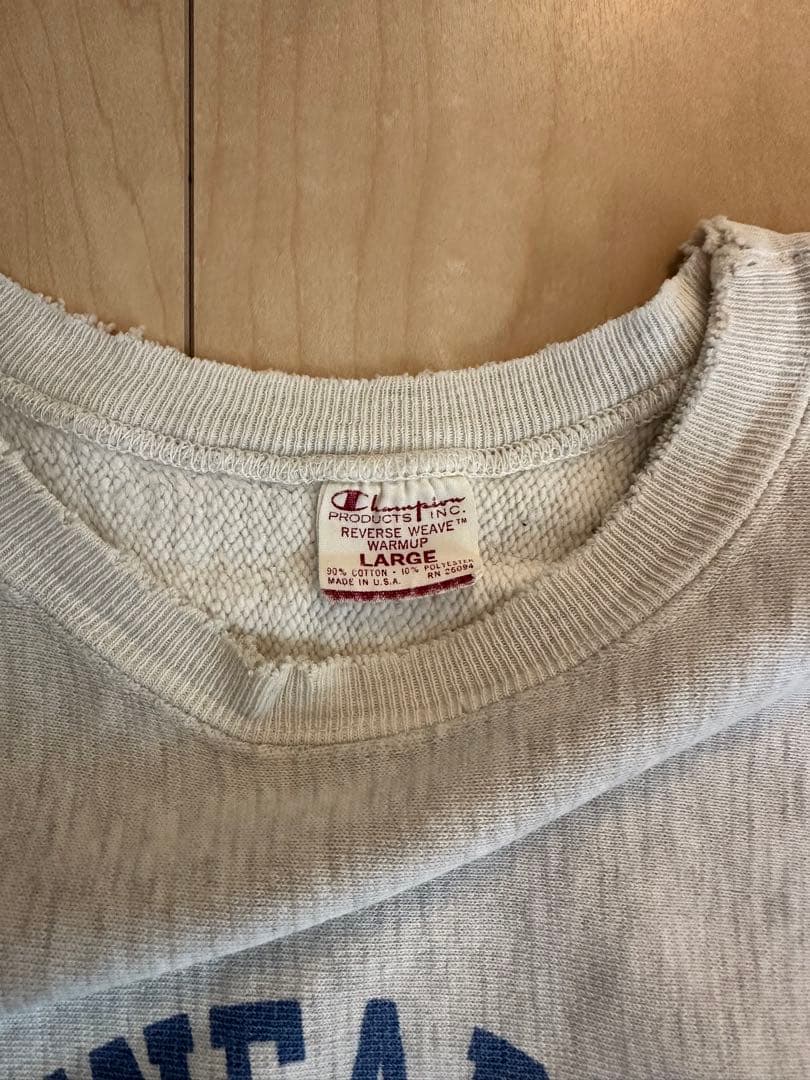 Champion
PRODUCTS INC.
REVERSE WEAVE™
WARMUP
LARGE
90% COTTON • 10% POLYESTER
MADE IN U.S.A. RN 26094